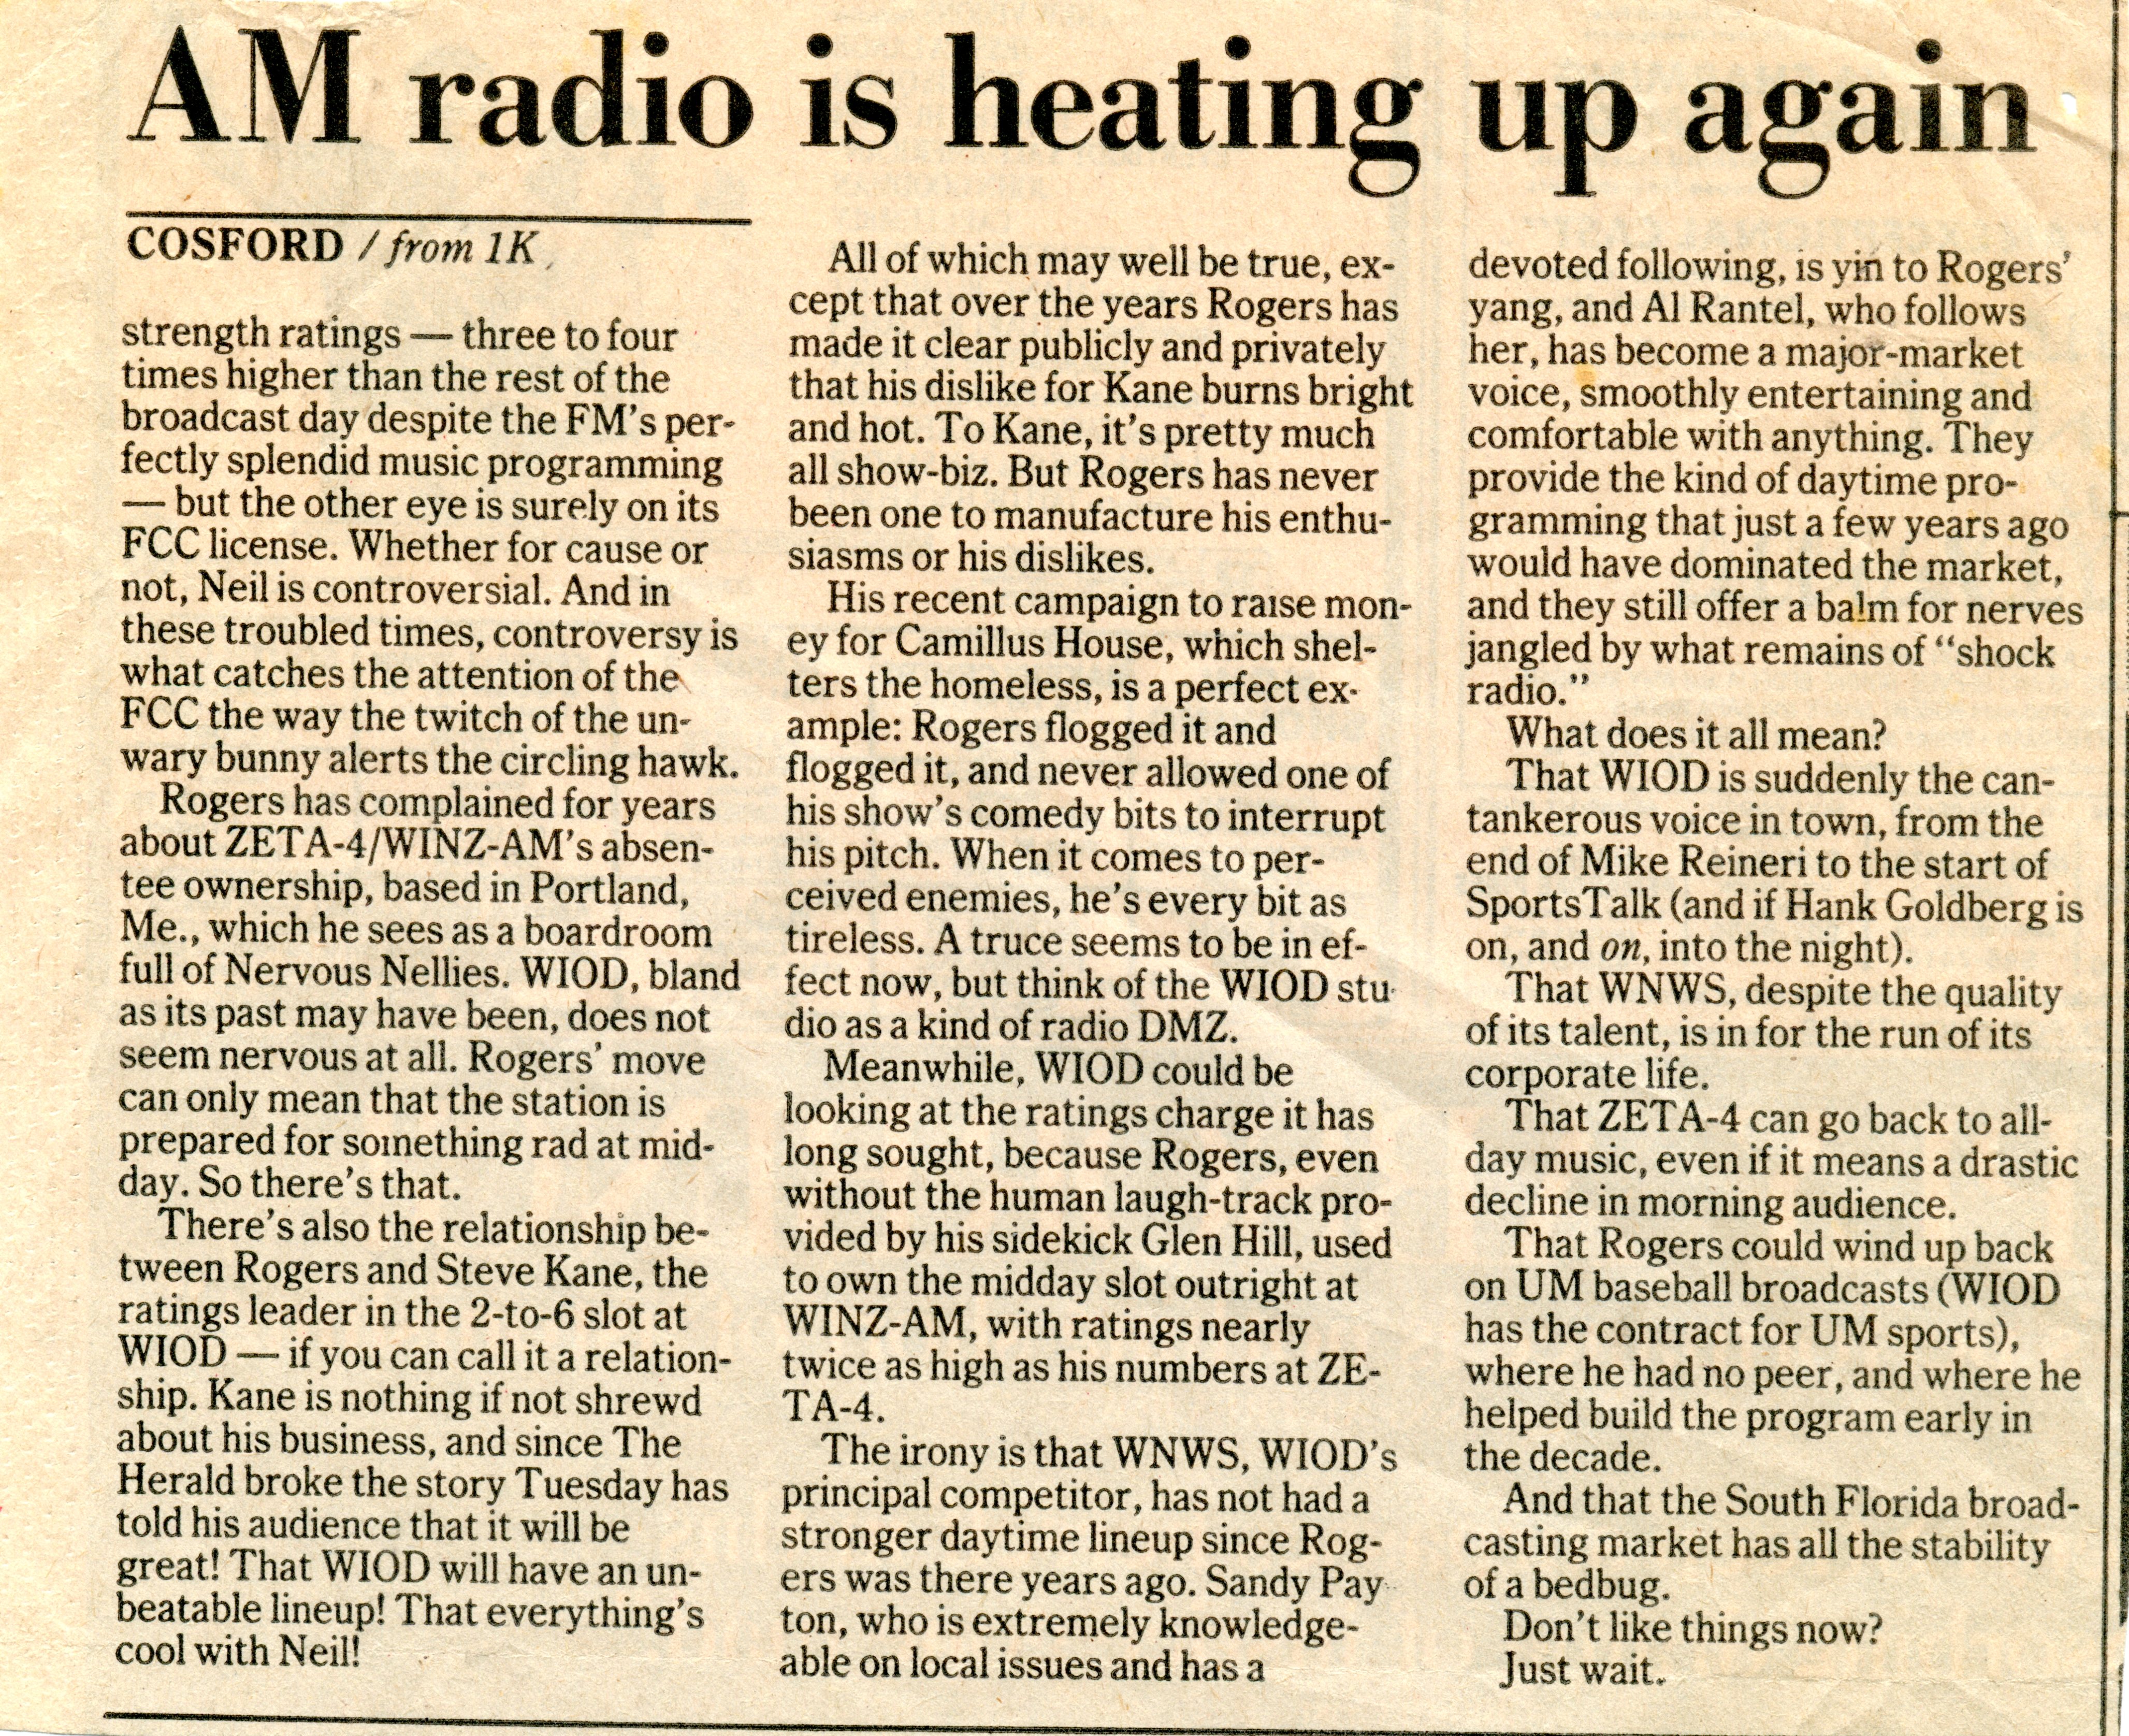 AM radio is heating up again
COSFORD / from 1K
strength ratings — three to four
times higher than the rest of the
broadcast day despite the FM's per-
fectly splendid music programming
— but the other eye is surely on its
FCC license. Whether for cause or
not, Neil is controversial. And in
these troubled times, controversy is
what catches the attention of the
FCC the way the twitch of the un-
wary bunny alerts the circling hawk.
Rogers has complained for years
about ZETA-4/WINZ-AM's absen-
tee ownership, based in Portland,
Me., which he sees as a boardroom
full of Nervous Nellies. WIOD, bland
as its past may have been, does not
seem nervous at all. Rogers' move
can only mean that the station is
prepared for something rad at mid-
day. So there's that.
There's also the relationship be-
tween Rogers and Steve Kane, the
ratings leader in the 2-to-6 slot at
WIOD — if you can call it a relation-
ship. Kane is nothing if not shrewd
about his business, and since The
Herald broke the story Tuesday has
told his audience that it will be
great! That WIOD will have an un-
beatable lineup! That everything's
cool with Neil!
All of which may well be true, ex-
cept that over the years Rogers has
made it clear publicly and privately
that his dislike for Kane burns bright
and hot. To Kane, it's pretty much
all show-biz. But Rogers has never
been one to manufacture his enthu-
siasms or his dislikes.
His recent campaign to raise mon-
ey for Camillus House, which shel-
ters the homeless, is a perfect ex-
ample: Rogers flogged it and
flogged it, and never allowed one of
his show's comedy bits to interrupt
his pitch. When it comes to per-
ceived enemies, he's every bit as
tireless. A truce seems to be in ef-
fect now, but think of the WIOD stu-
dio as a kind of radio DMZ.
Meanwhile, WIOD could be
looking at the ratings charge it has
long sought, because Rogers, even
without the human laugh-track pro-
vided by his sidekick Glen Hill, used
to own the midday slot outright at
WINZ-AM, with ratings nearly
twice as high as his numbers at ZE-
TA-4.
The irony is that WNWS, WIOD's
principal competitor, has not had a
stronger daytime lineup since Rog-
ers was there years ago. Sandy Pay-
ton, who is extremely knowledge-
able on local issues and has a
devoted following, is yin to Rogers'
yang, and Al Rantel, who follows
her, has become a major-market
voice, smoothly entertaining and
comfortable with anything. They
provide the kind of daytime pro-
gramming that just a few years ago
would have dominated the market,
and they still offer a balm for nerves
jangled by what remains of "shock
radio."
What does it all mean?
That WIOD is suddenly the can-
tankerous voice in town, from the
end of Mike Reineri to the start of
SportsTalk (and if Hank Goldberg is
on, and on, into the night).
That WNWS, despite the quality
of its talent, is in for the run of its
corporate life.
That ZETA-4 can go back to all-
day music, even if it means a drastic
decline in morning audience.
That Rogers could wind up back
on UM baseball broadcasts (WIOD
has the contract for UM sports),
where he had no peer, and where he
helped build the program early in
the decade.
And that the South Florida broad-
casting market has all the stability
of a bedbug.
Don't like things now?
Just wait.